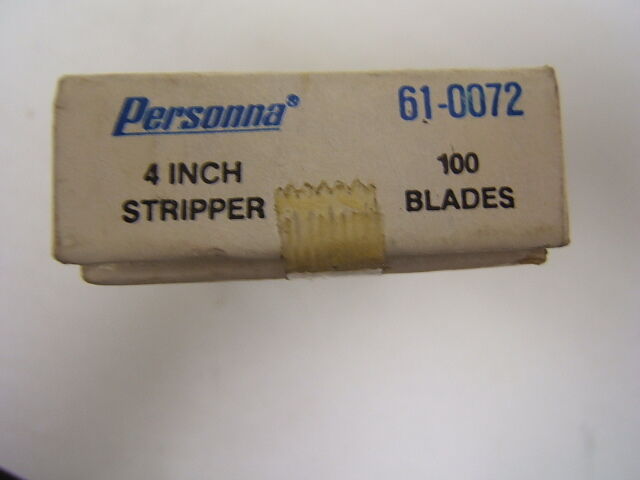 Personna® 61-0072
4 INCH 100
STRIPPER BLADES